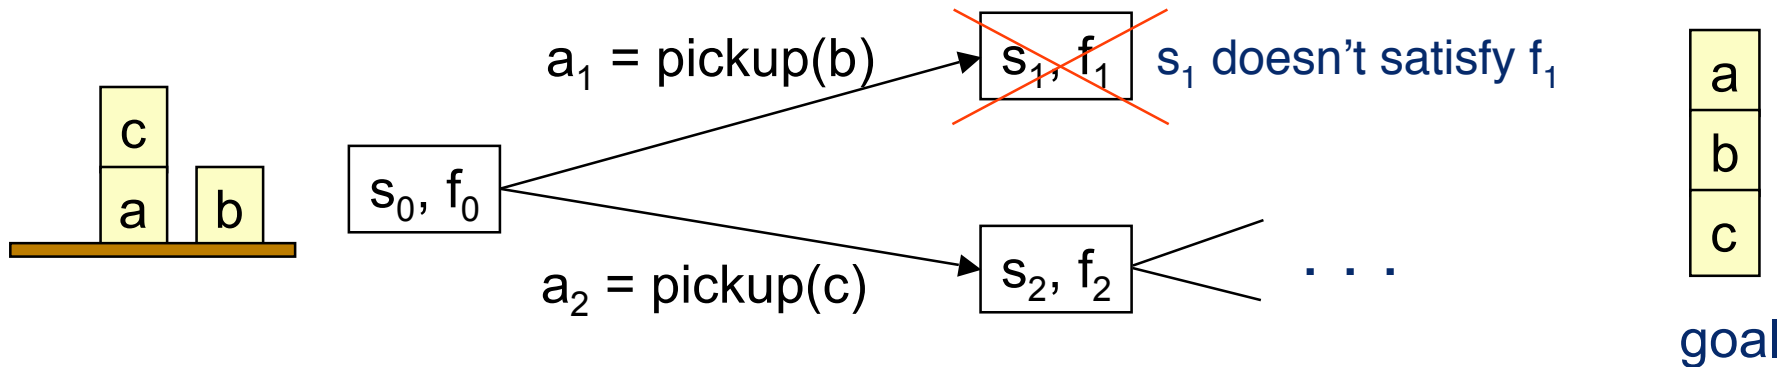 c
a b
s₀, f₀
a₁ = pickup(b)
s₁, f₁
s₁ doesn’t satisfy f₁
a₂ = pickup(c)
s₂, f₂
. . .
a
b
c
goal